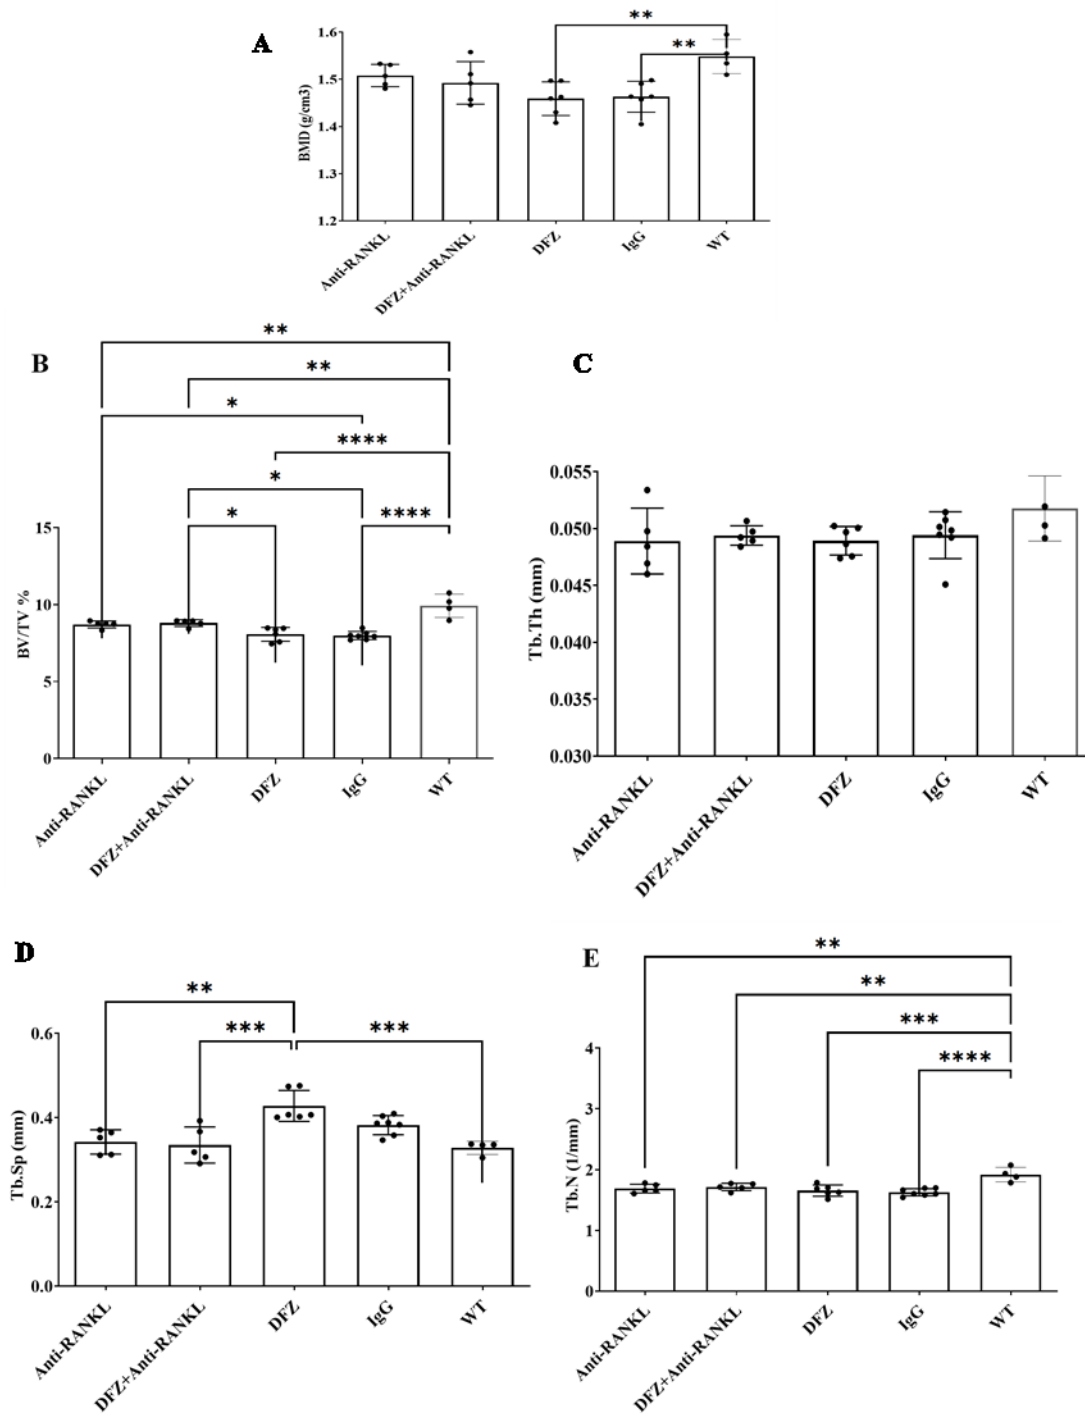 A
**
**
1.6
1.5
1.4
1.3
1.2
BMD (g/cm3)
Anti-RANKL
DFZ+Anti-RANKL
DFZ
IgG
WT
B
**
**
*
****
*
*
****
15
10
5
0
BV/TV %
Anti-RANKL
DFZ+Anti-RANKL
DFZ
IgG
WT
C
0.055
0.050
0.045
0.040
0.035
0.030
Tb.Th (mm)
Anti-RANKL
DFZ+Anti-RANKL
DFZ
IgG
WT
D
**
***
***
0.6
0.4
0.2
0.0
Tb.Sp (mm)
Anti-RANKL
DFZ+Anti-RANKL
DFZ
IgG
WT
E
**
**
***
****
4
3
2
1
0
Tb.N (1/mm)
Anti-RANKL
DFZ+Anti-RANKL
DFZ
IgG
WT